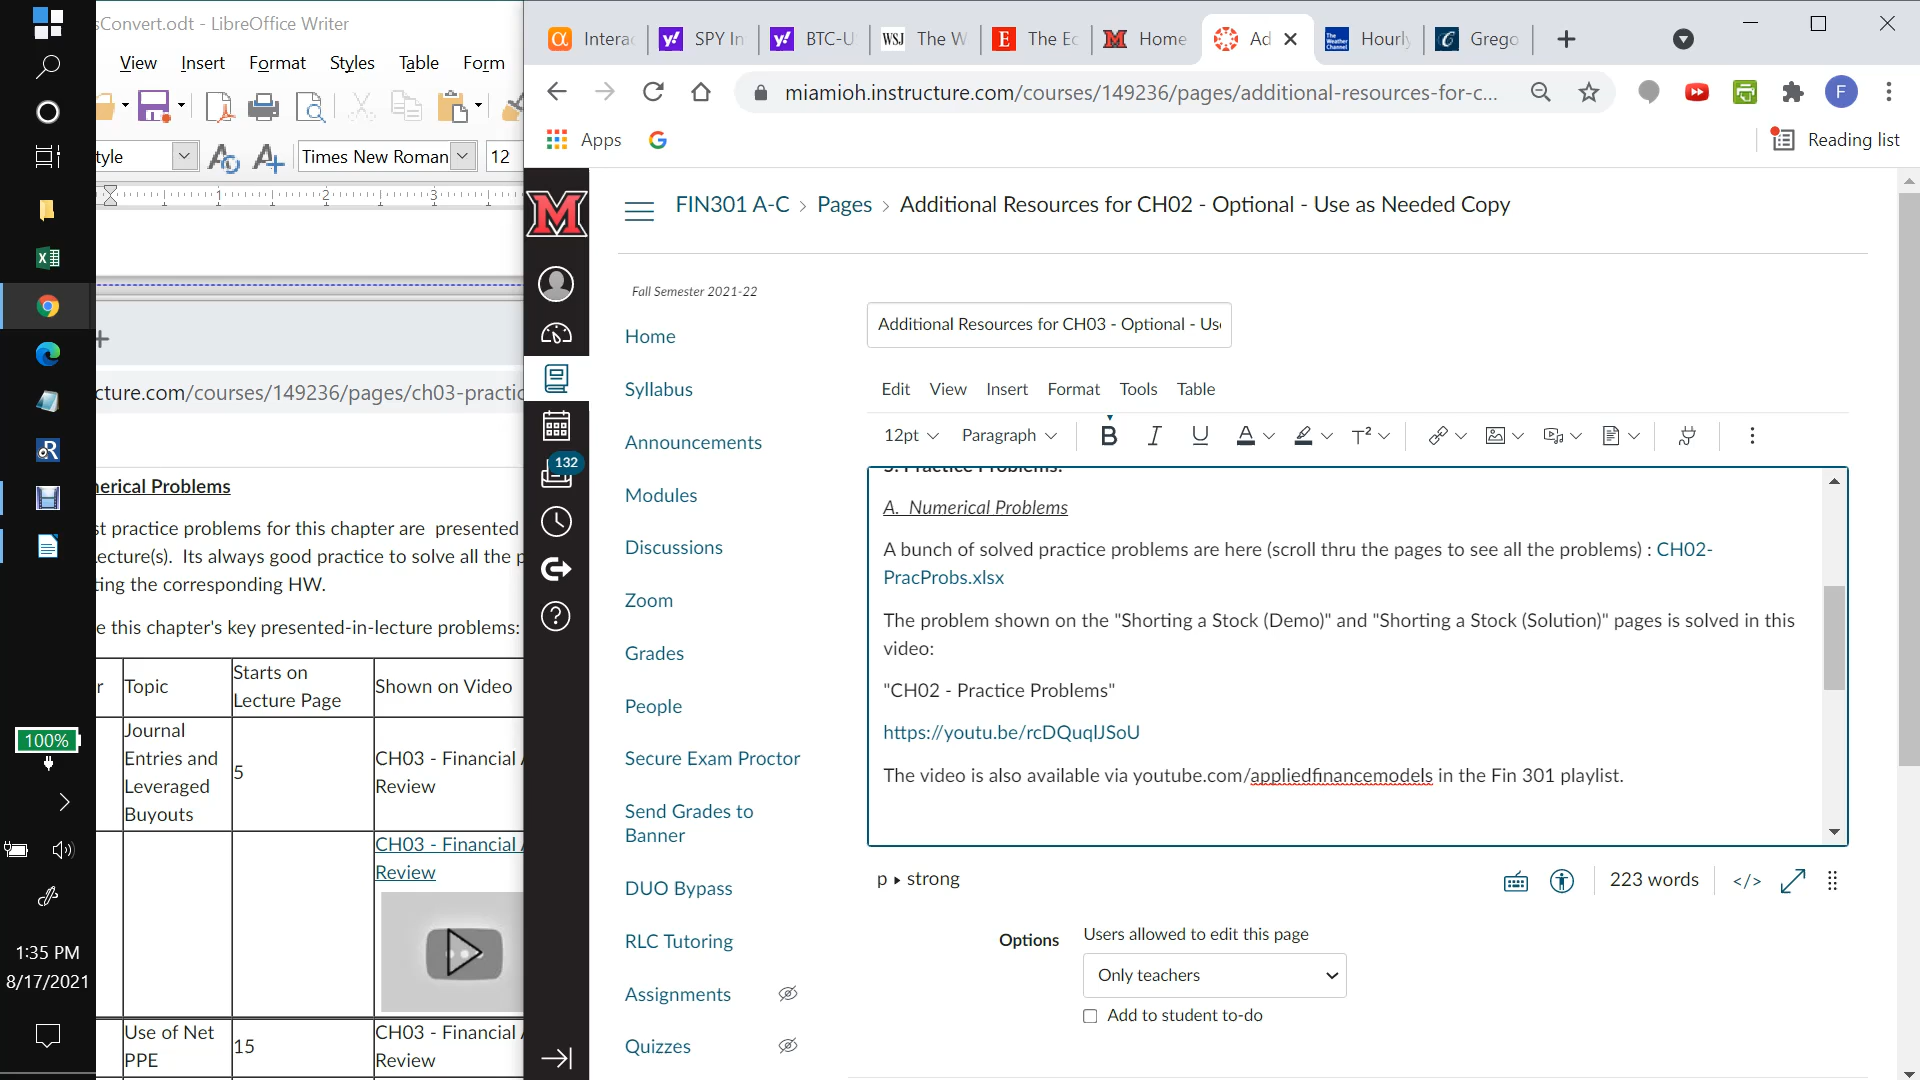 sConvert.odt - LibreOffice Writer
View Insert Format Styles Table Form
tyle
Times New Roman
12
1 2 3
cture.com/courses/149236/pages/ch03-practic
erical Problems
st practice problems for this chapter are presented
ecture(s). Its always good practice to solve all the p
ting the corresponding HW.
e this chapter's key presented-in-lecture problems:
r
Topic
Starts on
Lecture Page
Shown on Video
Journal
Entries and
Leveraged
Buyouts
5
CH03 - Financial
Review
CH03 - Financial
Review
Use of Net
PPE
15
CH03 - Financial
Review
100%
1:35 PM
8/17/2021
Interac
SPY In
BTC-U
WSJ The W
E The Ec
Home
Ad
Hourly
Grego
miamioh.instructure.com/courses/149236/pages/additional-resources-for-c...
F
Apps
Reading list
FIN301 A-C > Pages > Additional Resources for CH02 - Optional - Use as Needed Copy
132
Fall Semester 2021-22
Home
Syllabus
Announcements
Modules
Discussions
Zoom
Grades
People
Secure Exam Proctor
Send Grades to
Banner
DUO Bypass
RLC Tutoring
Assignments
Quizzes
Additional Resources for CH03 - Optional - Us
Edit View Insert Format Tools Table
12pt Paragraph B I U A T²
3. Practice Problems:
A. Numerical Problems
A bunch of solved practice problems are here (scroll thru the pages to see all the problems) : CH02-
PracProbs.xlsx
The problem shown on the "Shorting a Stock (Demo)" and "Shorting a Stock (Solution)" pages is solved in this
video:
"CH02 - Practice Problems"
https://youtu.be/rcDQuqlJSoU
The video is also available via youtube.com/appliedfinancemodels in the Fin 301 playlist.
p ▸ strong
223 words
</>
Options
Users allowed to edit this page
Only teachers
Add to student to-do